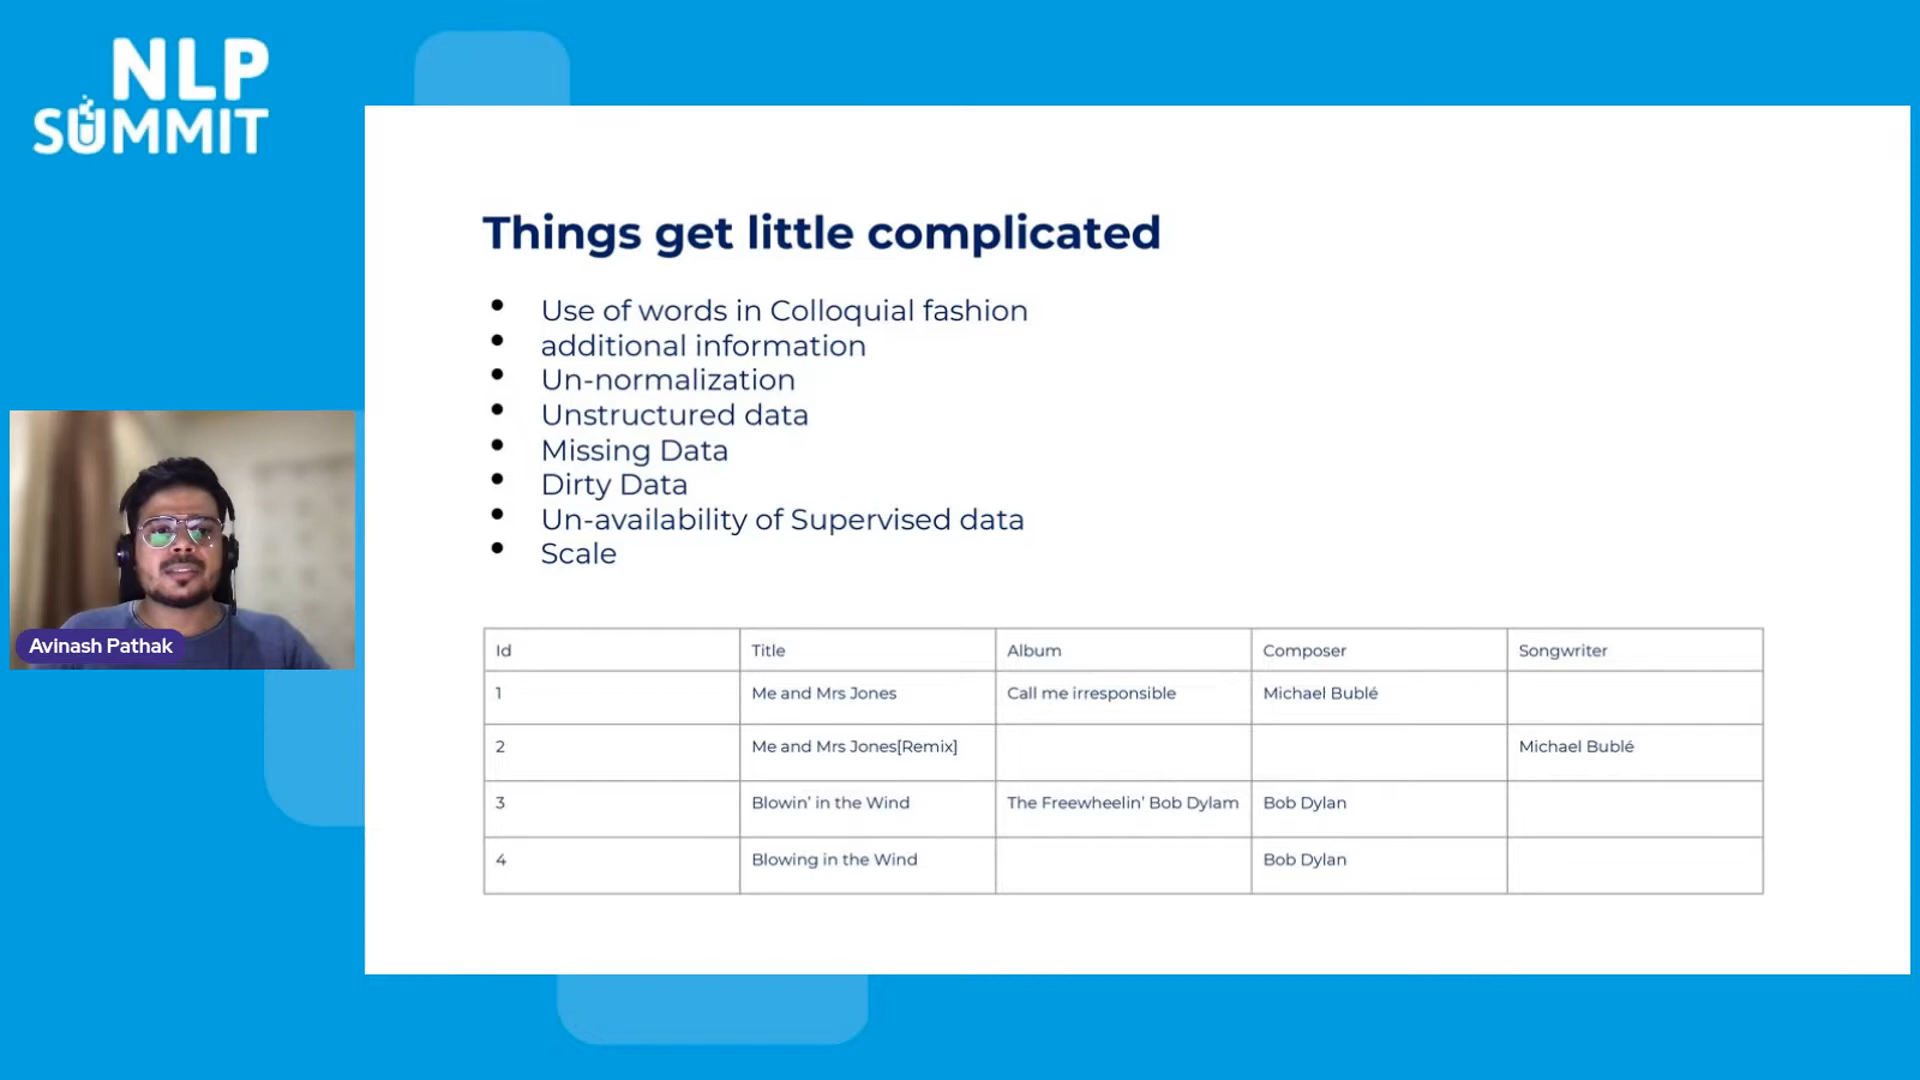 NLP
SUMMIT
Things get little complicated
Use of words in Colloquial fashion
additional information
Un-normalization
Unstructured data
Missing Data
Dirty Data
Un-availability of Supervised data
Scale
Id Title Album Composer Songwriter
1 Me and Mrs Jones Call me irresponsible Michael Bublé
2 Me and Mrs Jones[Remix] Michael Bublé
3 Blowin' in the Wind The Freewheelin' Bob Dylam Bob Dylan
4 Blowing in the Wind Bob Dylan
Avinash Pathak